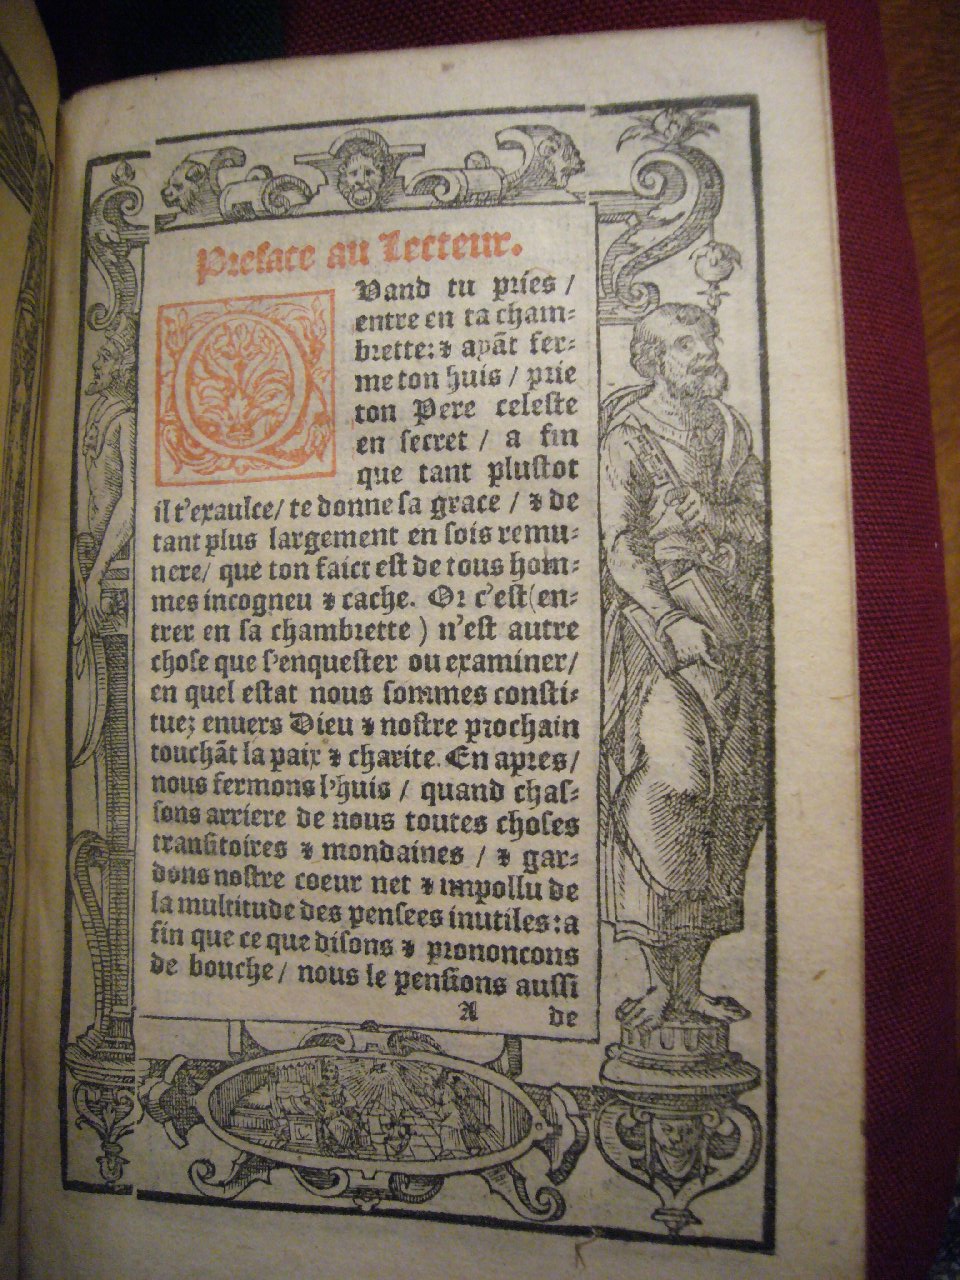 Preface au Lecteur.
QVand tu pries /
entre en ta cham-
brette: & ayãt fer-
me ton huis / prie
ton Pere celeste
en secret / a fin
que tant plustot
il t'exaulce / te donne sa grace / & de
tant plus largement en sois remu-
nere / que ton faict est de tous hom-
mes incogneu & cache. Or c'est (en-
trer en sa chambrette) n'est autre
chose que s'enquester ou examiner /
en quel estat nous sommes consti-
tuez enuers Dieu & nostre prochain
touchãt la paix & charite. En apres /
nous fermons l'huis / quand chas-
sons arriere de nous toutes choses
transitoires & mondaines / & gar-
dons nostre coeur net & impollu de
la multitude des pensees inutiles: a
fin que ce que disons & prononcons
de bouche / nous le pensions aussi
A de